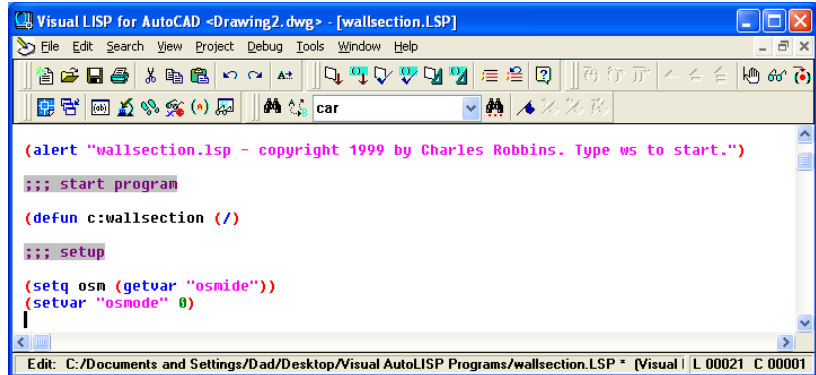 Visual LISP for AutoCAD <Drawing2.dwg> - [wallsection.LSP]
File Edit Search View Project Debug Tools Window Help
car
(alert "wallsection.lsp - copyright 1999 by Charles Robbins. Type ws to start.")
;;; start program
(defun c:wallsection (/)
;;; setup
(setq osm (getvar "osmide"))
(setvar "osmode" 0)
Edit: C:/Documents and Settings/Dad/Desktop/Visual AutoLISP Programs/wallsection.LSP * (Visual L 00021 C 00001